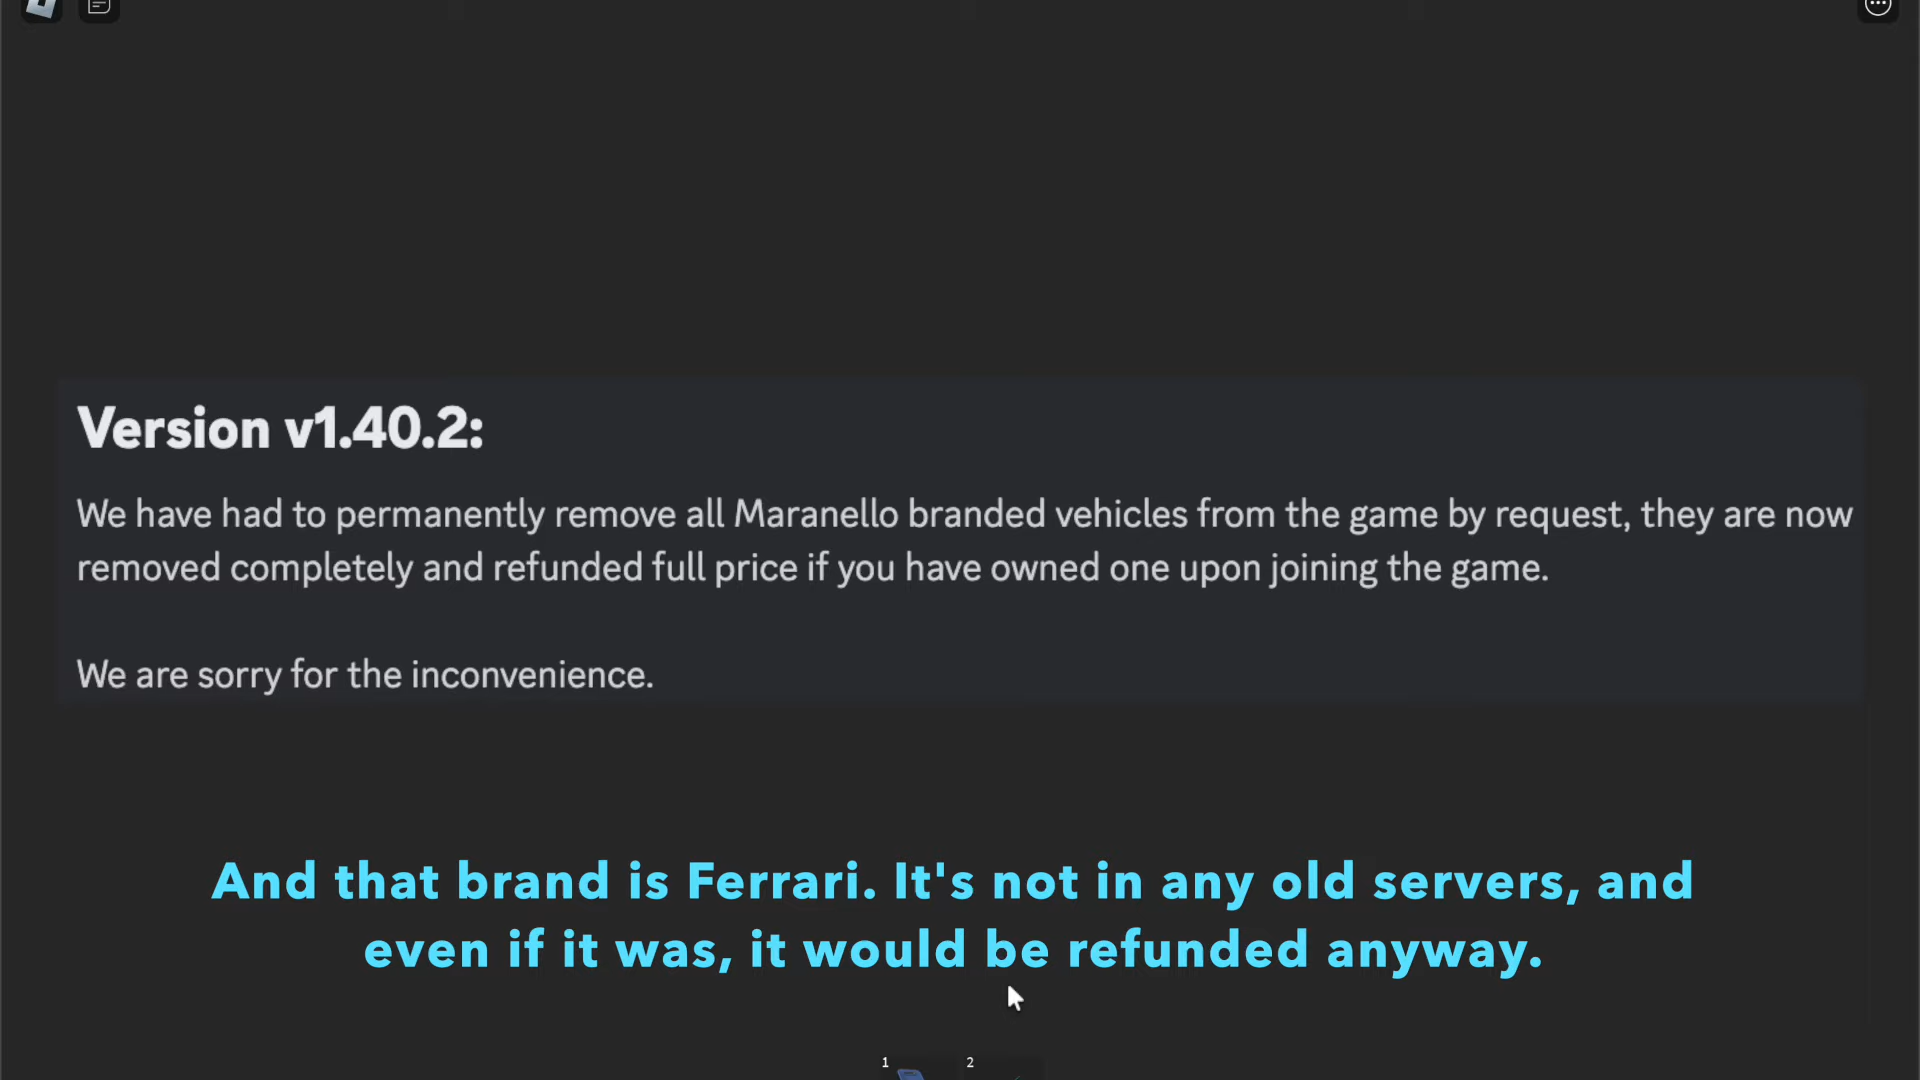 Version v1.40.2:
We have had to permanently remove all Maranello branded vehicles from the game by request, they are now
removed completely and refunded full price if you have owned one upon joining the game.
We are sorry for the inconvenience.
And that brand is Ferrari. It's not in any old servers, and
even if it was, it would be refunded anyway.
1 2